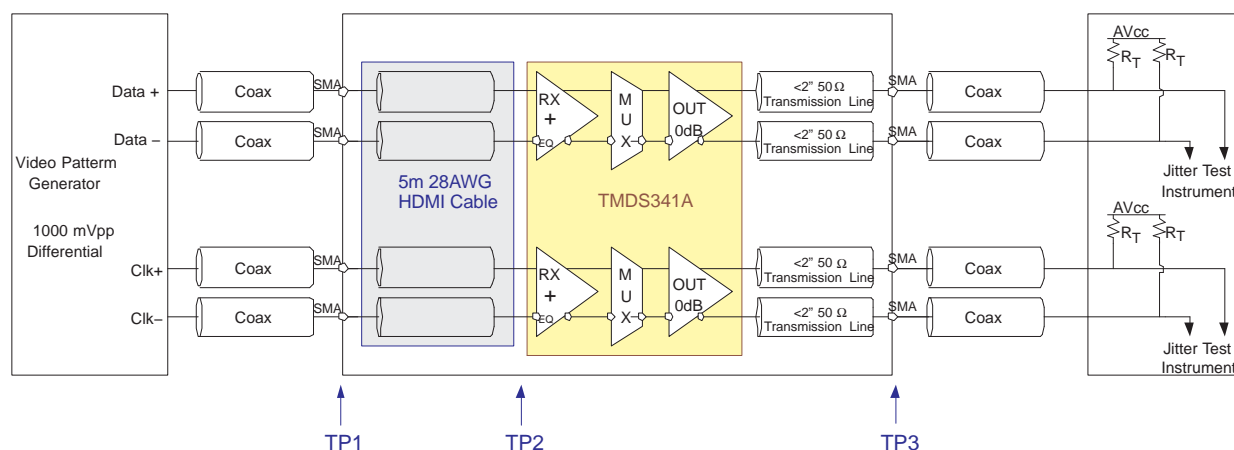 Video Patterm
Generator
1000 mVpp
Differential
Data +
Data −
Clk+
Clk−
Coax
Coax
Coax
Coax
SMA
SMA
SMA
SMA
5m 28AWG
HDMI Cable
RX
+
EQ
M
U
X
OUT
0dB
TMDS341A
RX
+
EQ
M
U
X
OUT
0dB
<2" 50 Ω
Transmission Line
<2" 50 Ω
Transmission Line
<2" 50 Ω
Transmission Line
<2" 50 Ω
Transmission Line
SMA
SMA
SMA
SMA
Coax
Coax
Coax
Coax
AVcc
RT
RT
Jitter Test
Instrument
AVcc
RT
RT
Jitter Test
Instrument
TP1
TP2
TP3